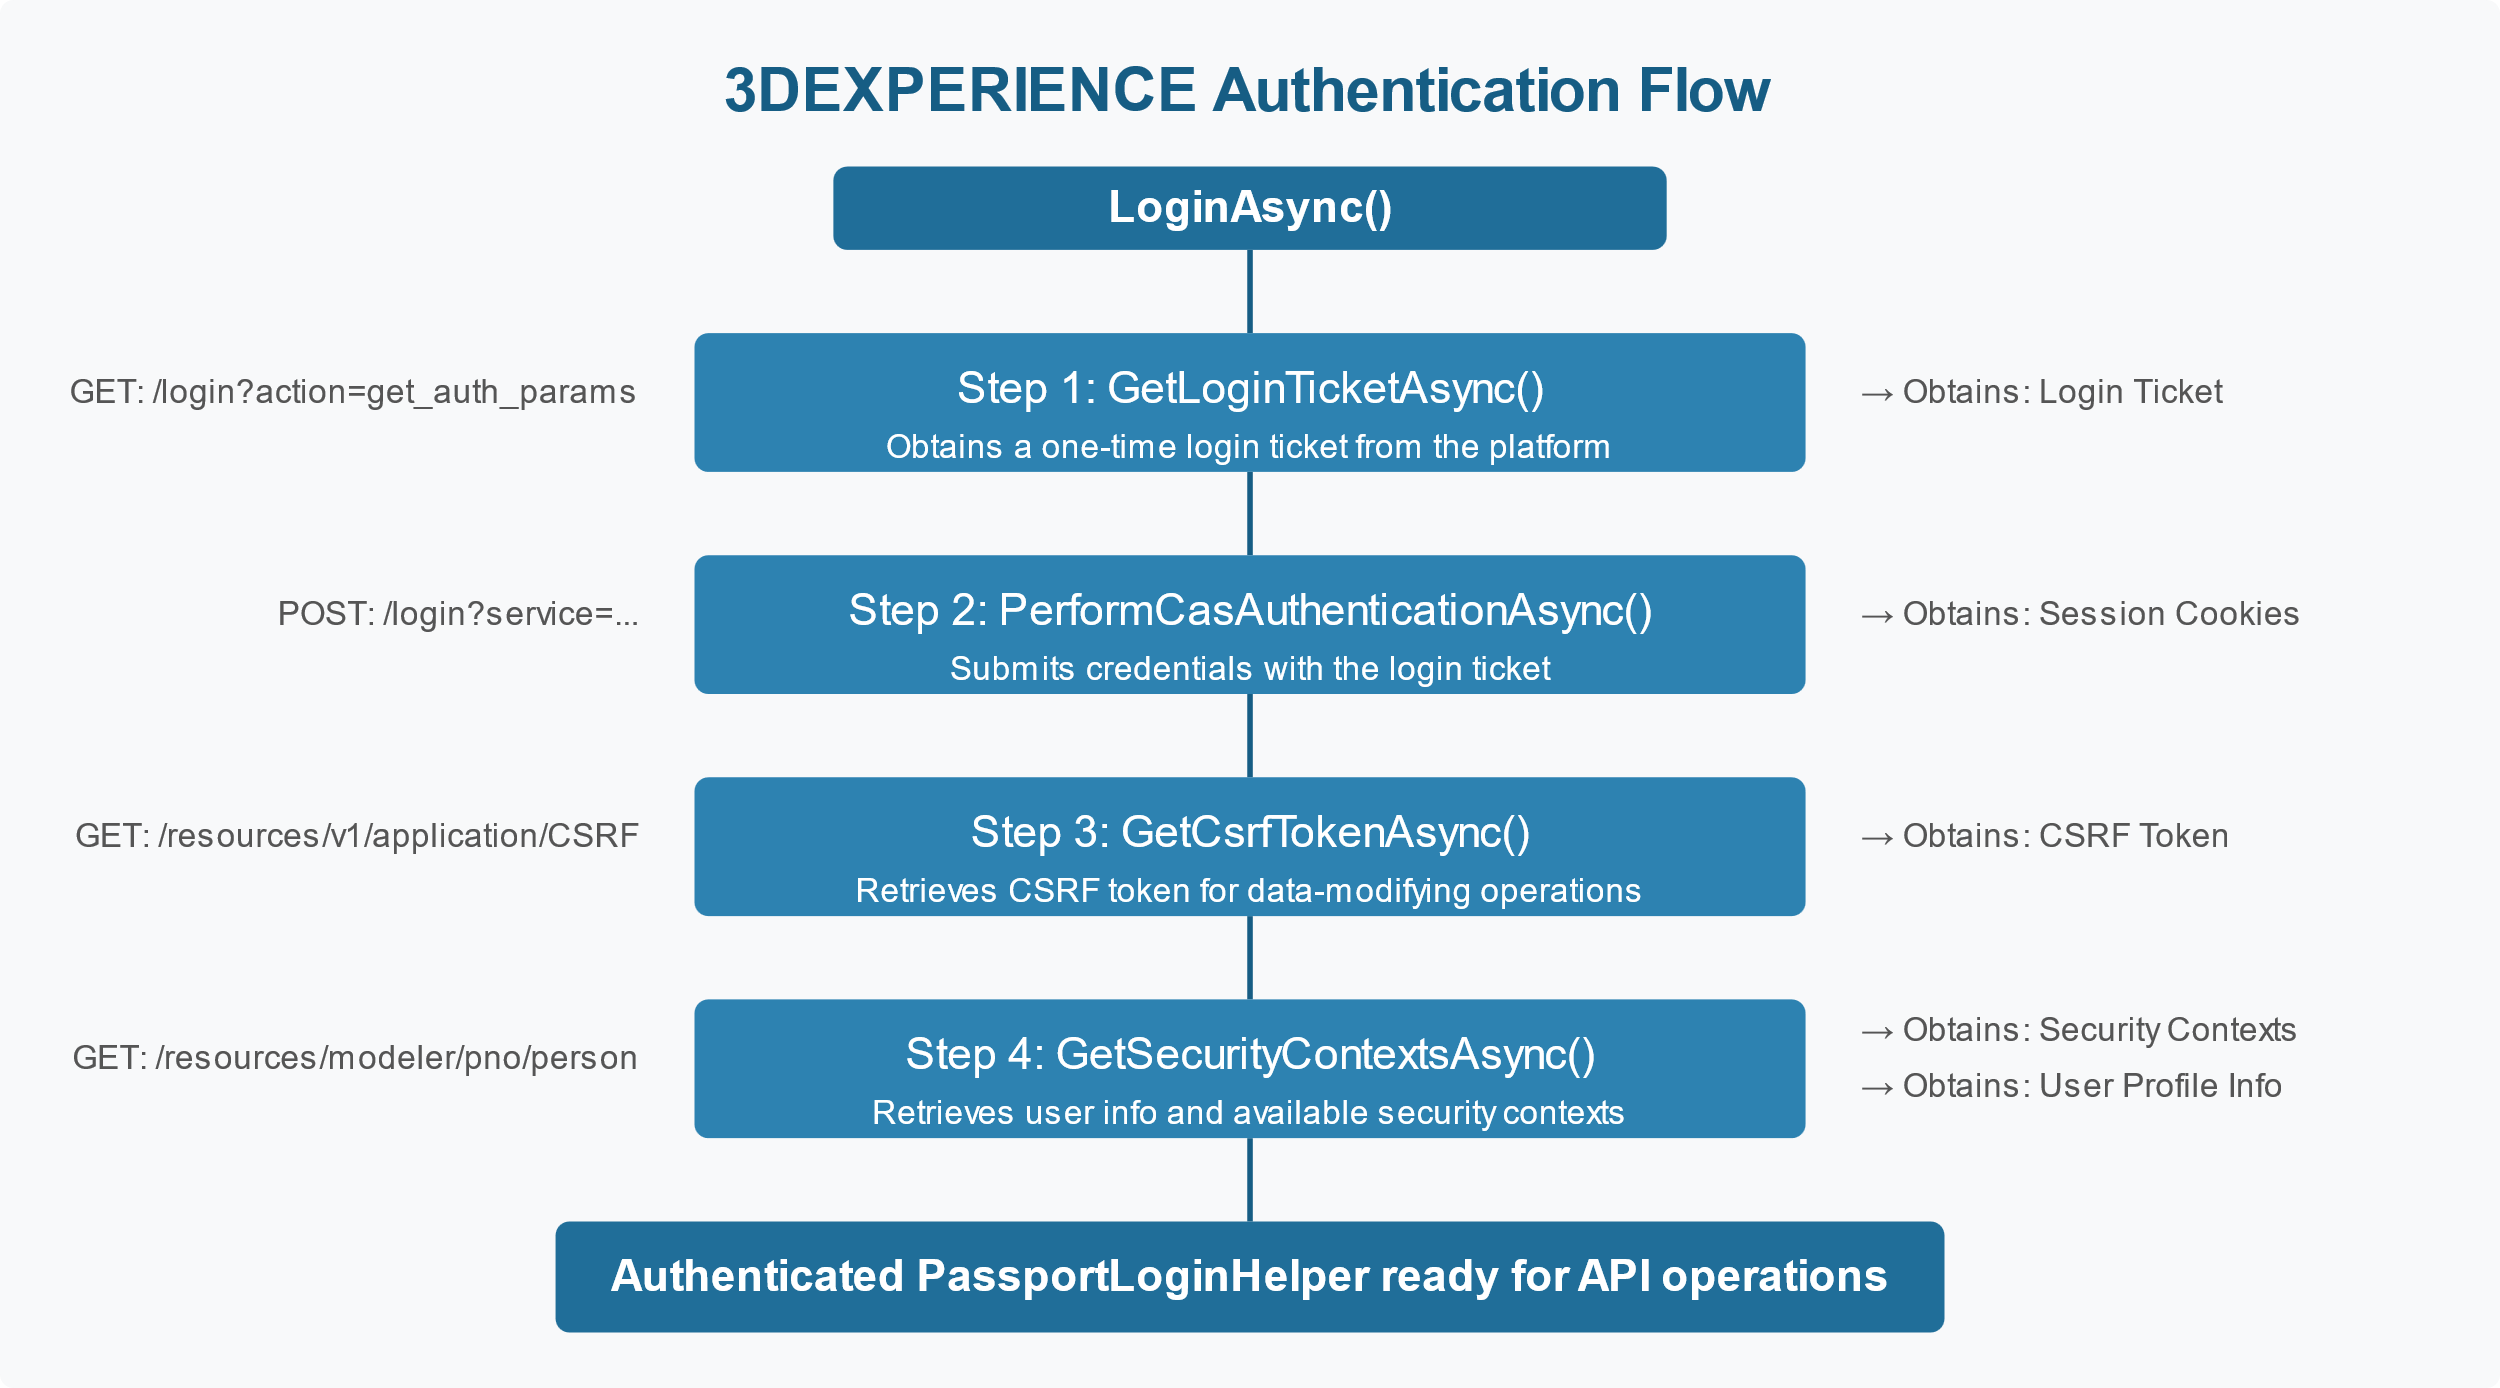 3DEXPERIENCE Authentication Flow
LoginAsync()
GET: /login?action=get_auth_params
Step 1: GetLoginTicketAsync()
Obtains a one-time login ticket from the platform
→ Obtains: Login Ticket
POST: /login?service=...
Step 2: PerformCasAuthenticationAsync()
Submits credentials with the login ticket
→ Obtains: Session Cookies
GET: /resources/v1/application/CSRF
Step 3: GetCsrfTokenAsync()
Retrieves CSRF token for data-modifying operations
→ Obtains: CSRF Token
GET: /resources/modeler/pno/person
Step 4: GetSecurityContextsAsync()
Retrieves user info and available security contexts
→ Obtains: Security Contexts
→ Obtains: User Profile Info
Authenticated PassportLoginHelper ready for API operations